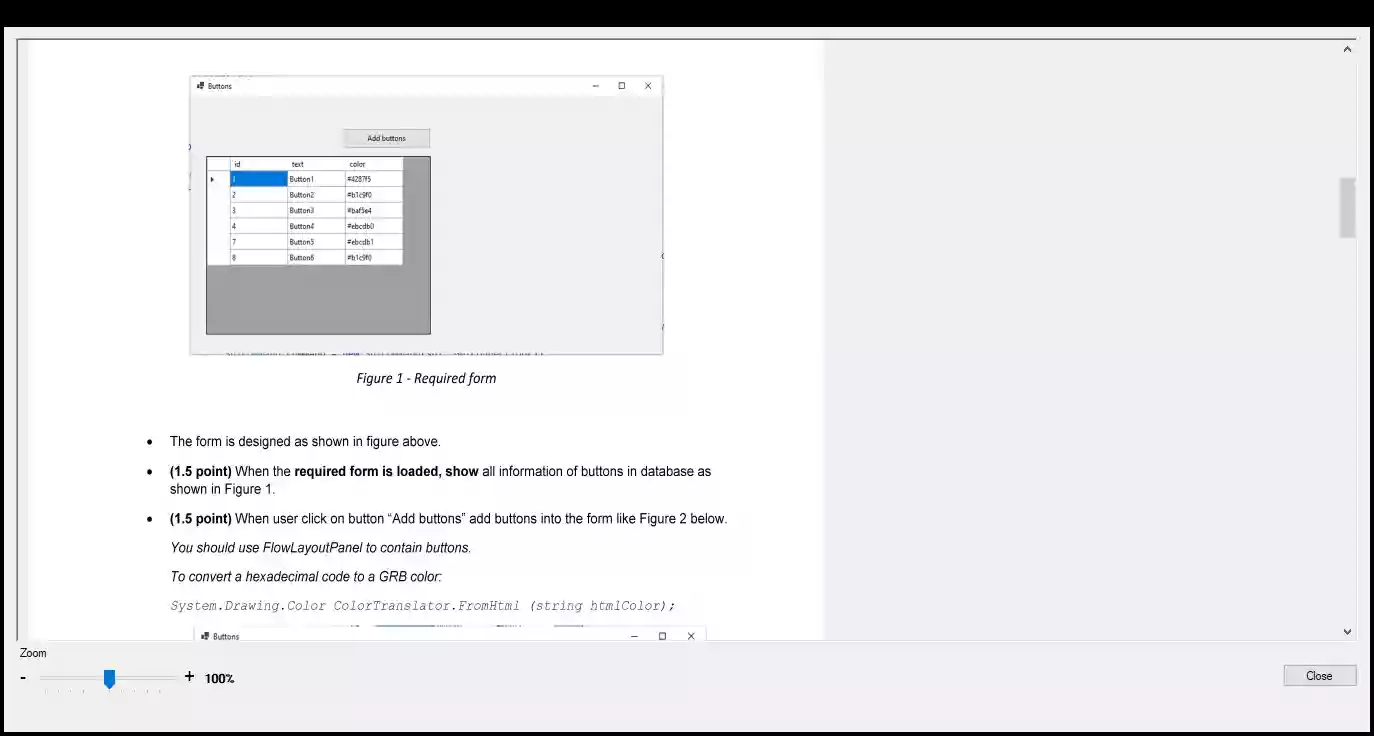 Buttons
Add buttons
id text color
1 Button1 #4287f5
2 Button2 #b1c9f0
3 Button3 #baf3e4
4 Button4 #ebcdb0
7 Button5 #ebcdb1
8 Button6 #b1c9f0
Figure 1 - Required form
• The form is designed as shown in figure above.
• (1.5 point) When the required form is loaded, show all information of buttons in database as
shown in Figure 1.
• (1.5 point) When user click on button “Add buttons” add buttons into the form like Figure 2 below.
You should use FlowLayoutPanel to contain buttons.
To convert a hexadecimal code to a GRB color:
System.Drawing.Color ColorTranslator.FromHtml (string htmlColor);
Buttons
Zoom
- + 100%
Close